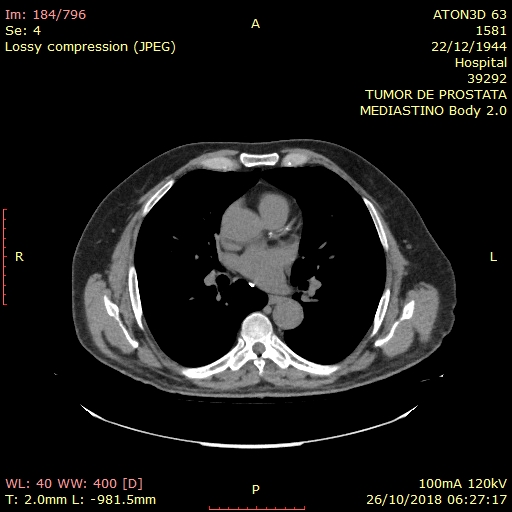 Im: 184/796
Se: 4
Lossy compression (JPEG)
A
ATON3D 63
1581
22/12/1944
Hospital
39292
TUMOR DE PROSTATA
MEDIASTINO Body 2.0
R
L
WL: 40 WW: 400 [D]
T: 2.0mm L: -981.5mm
P
100mA 120kV
26/10/2018 06:27:17